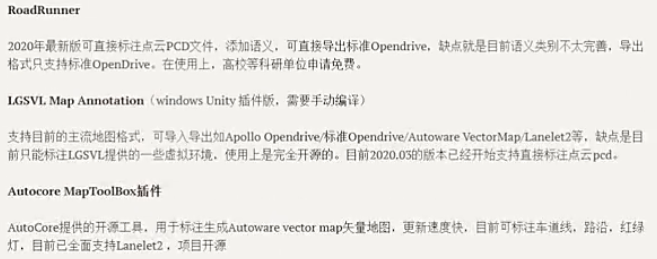 RoadRunner
2020年最新版可直接标注点云PCD文件，添加语义，可直接导出标准Opendrive，缺点就是目前语义类别不太完善，导出
格式只支持标准OpenDrive。在使用上，高校等科研单位申请免费。
LGSVL Map Annotation（windows Unity 插件版，需要手动编译）
支持目前的主流地图格式，可导入导出如Apollo Opendrive/标准Opendrive/Autoware VectorMap/Lanelet2等，缺点是目
前只能标注LGSVL提供的一些虚拟环境，使用上是完全开源的。目前2020.03的版本已经开始支持直接标注点云pcd。
Autocore MapToolBox插件
AutoCore提供的开源工具，用于标注生成Autoware vector map矢量地图，更新速度快，目前可标注车道线，路沿，红绿
灯，目前已全面支持Lanelet2 ，项目开源